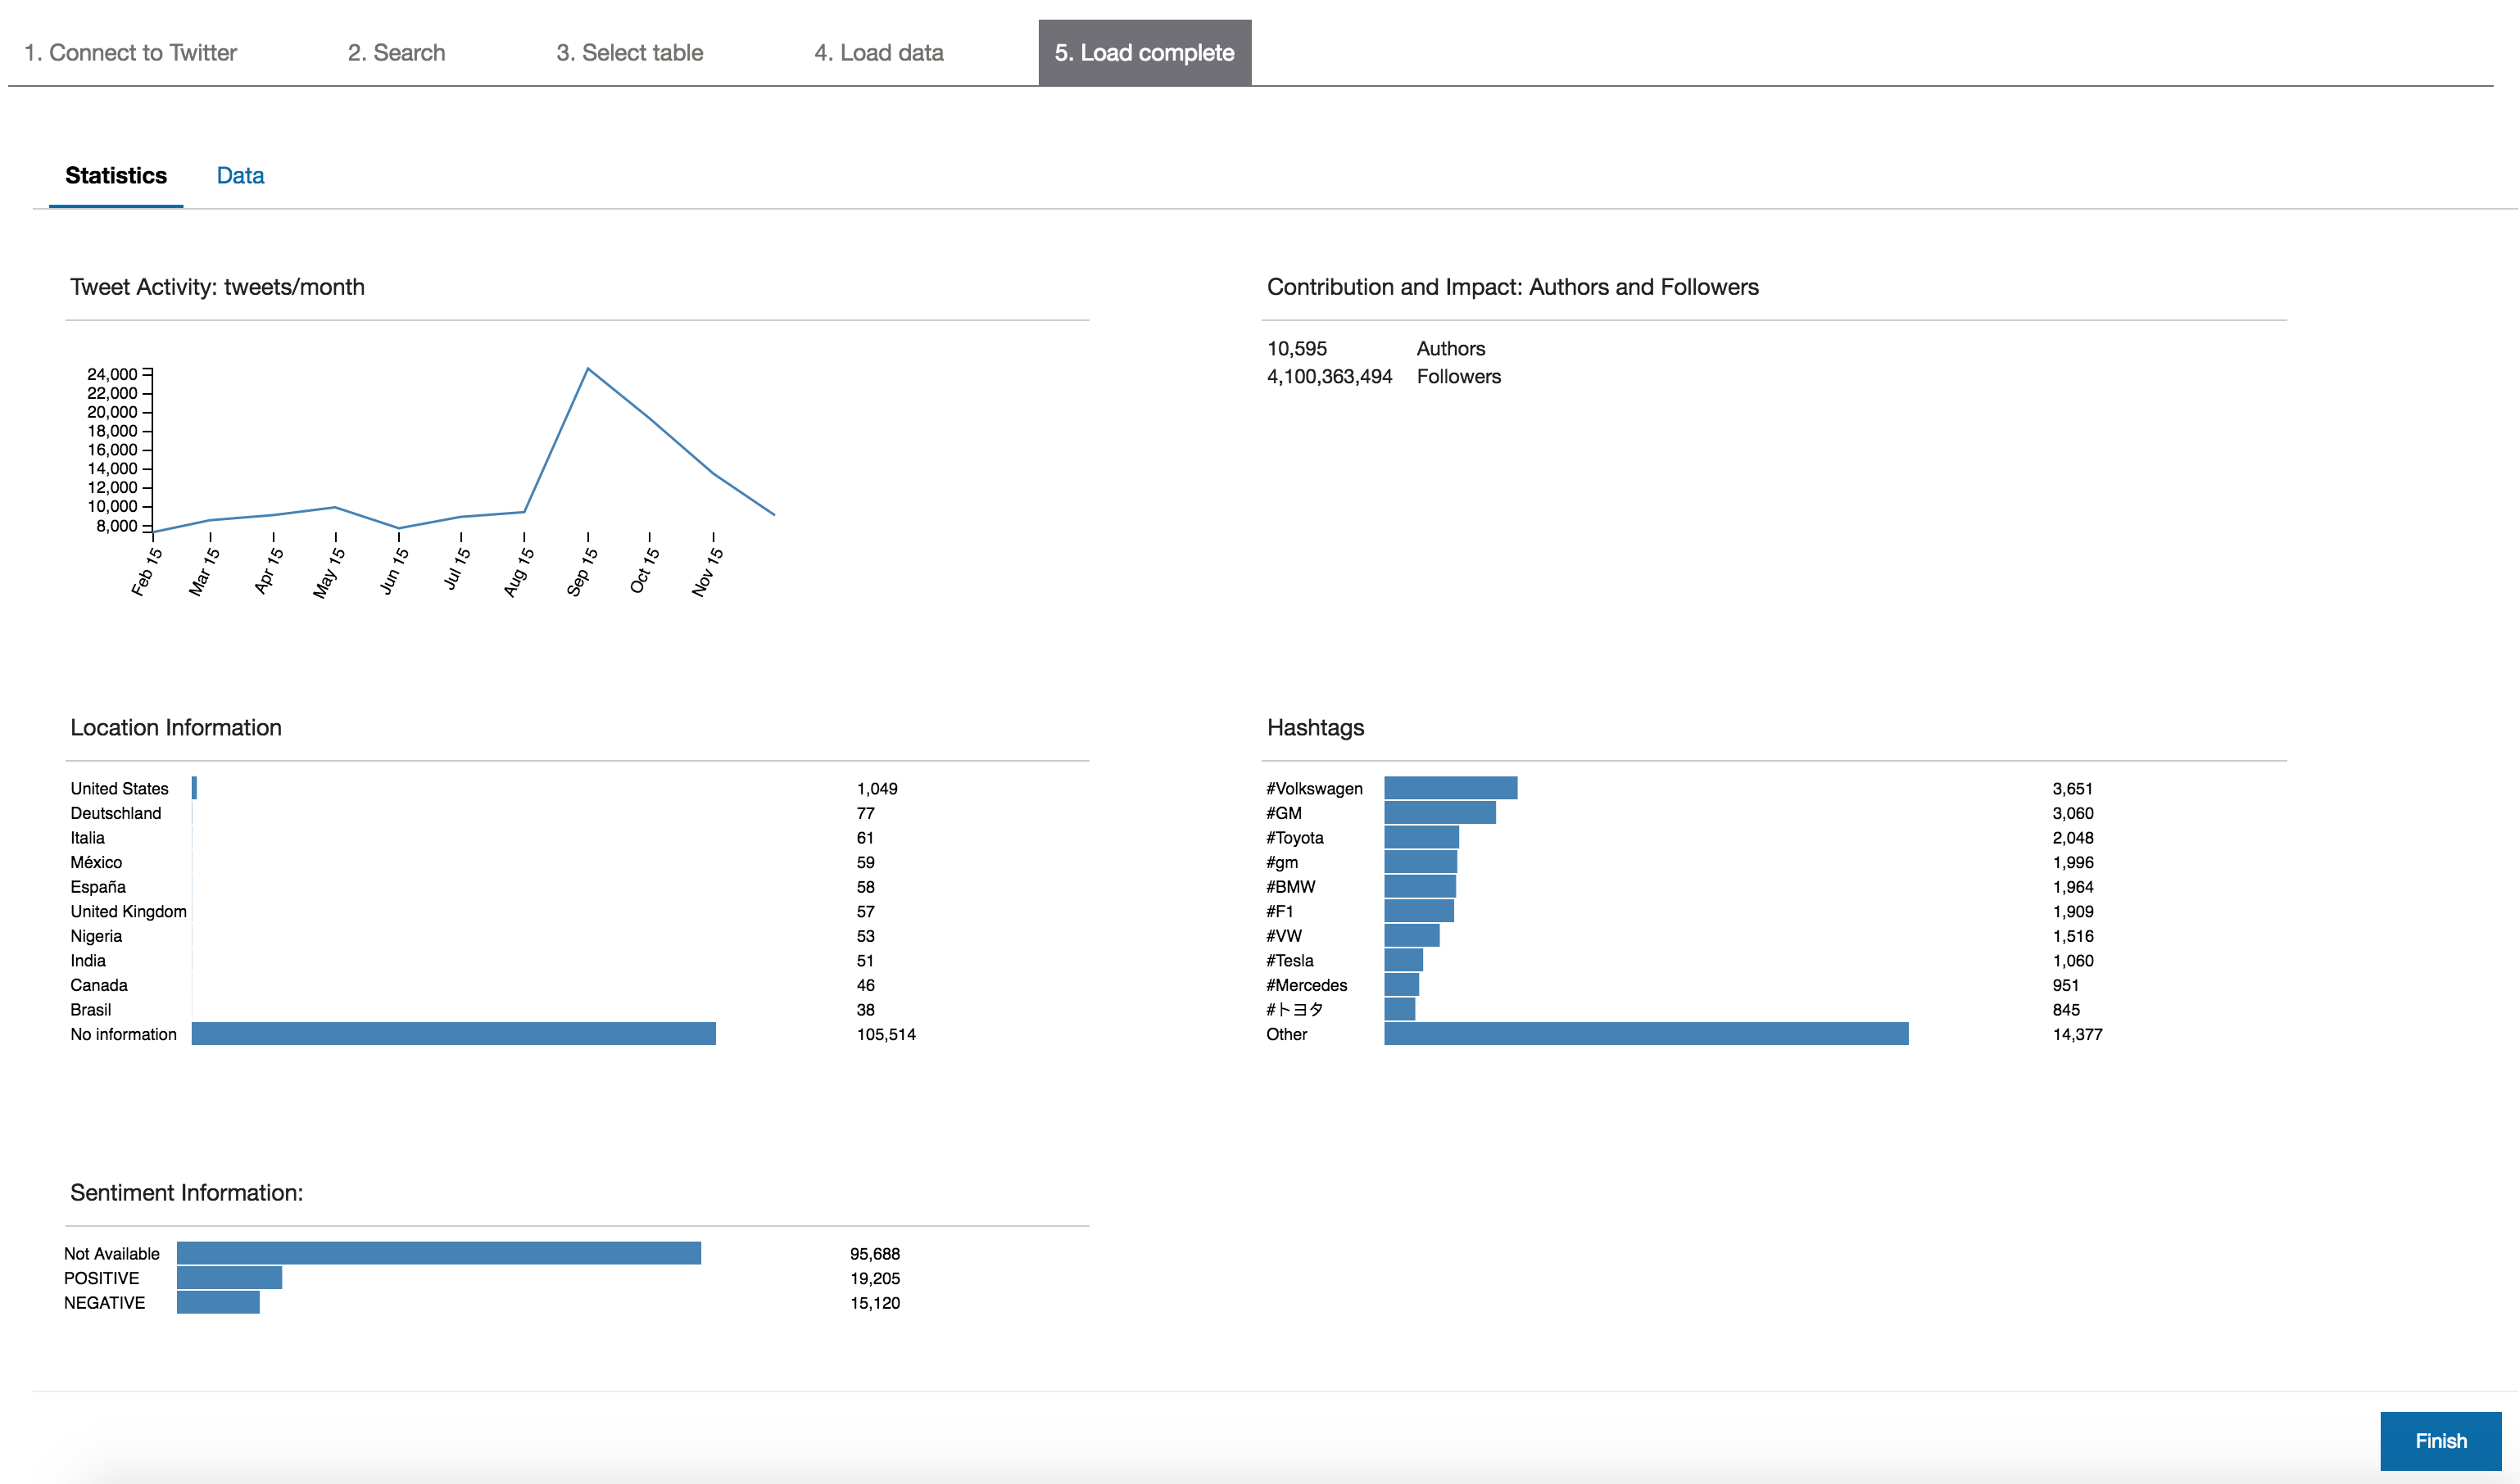 1. Connect to Twitter 2. Search 3. Select table 4. Load data 5. Load complete
Statistics Data
Tweet Activity: tweets/month
24,000
22,000
20,000
18,000
16,000
14,000
12,000
10,000
8,000
Feb 15 Mar 15 Apr 15 May 15 Jun 15 Jul 15 Aug 15 Sep 15 Oct 15 Nov 15
Contribution and Impact: Authors and Followers
10,595 Authors
4,100,363,494 Followers
Location Information
United States 1,049
Deutschland 77
Italia 61
México 59
España 58
United Kingdom 57
Nigeria 53
India 51
Canada 46
Brasil 38
No information 105,514
Hashtags
#Volkswagen 3,651
#GM 3,060
#Toyota 2,048
#gm 1,996
#BMW 1,964
#F1 1,909
#VW 1,516
#Tesla 1,060
#Mercedes 951
#トヨタ 845
Other 14,377
Sentiment Information:
Not Available 95,688
POSITIVE 19,205
NEGATIVE 15,120
Finish